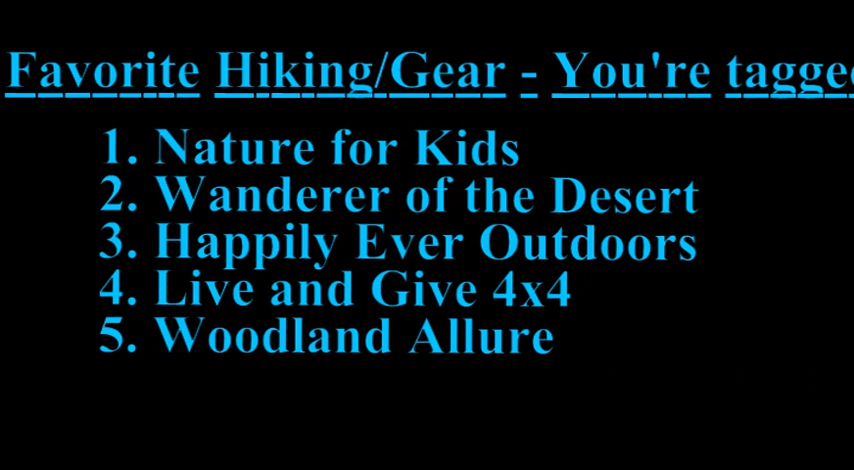 Favorite Hiking/Gear - You're tagged
1. Nature for Kids
2. Wanderer of the Desert
3. Happily Ever Outdoors
4. Live and Give 4x4
5. Woodland Allure